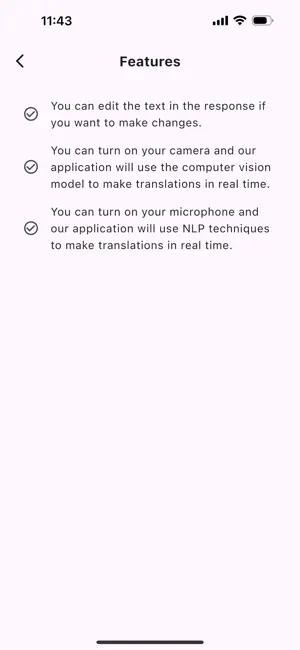 11:43
Features
You can edit the text in the response if
you want to make changes.
You can turn on your camera and our
application will use the computer vision
model to make translations in real time.
You can turn on your microphone and
our application will use NLP techniques
to make translations in real time.